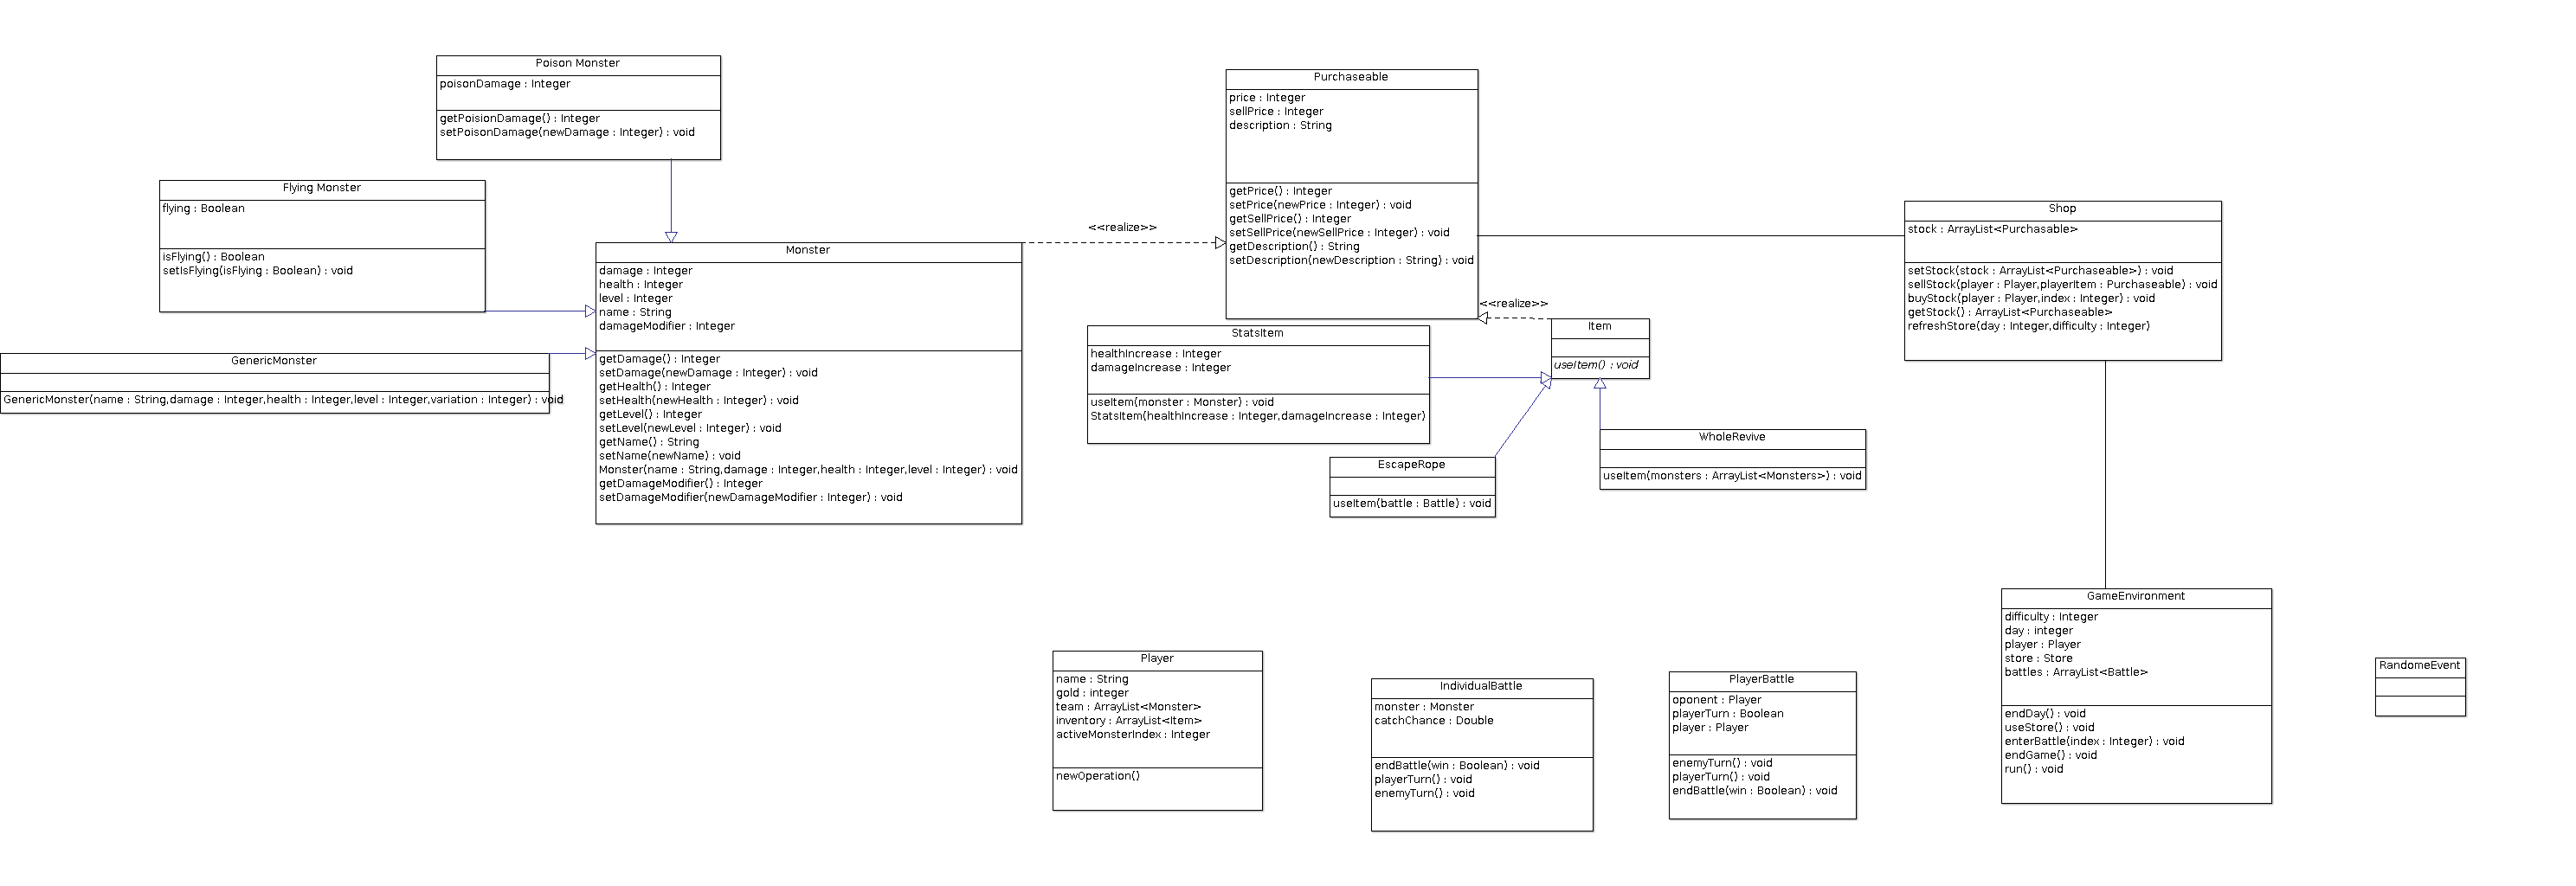 Poison Monster
poisonDamage : Integer
getPoisionDamage() : Integer
setPoisonDamage(newDamage : Integer) : void
Flying Monster
flying : Boolean
isFlying() : Boolean
setIsFlying(isFlying : Boolean) : void
GenericMonster
GenericMonster(name : String,damage : Integer,health : Integer,level : Integer,variation : Integer) : void
Monster
damage : Integer
health : Integer
level : Integer
name : String
damageModifier : Integer
getDamage() : Integer
setDamage(newDamage : Integer) : void
getHealth() : Integer
setHealth(newHealth : Integer) : void
getLevel() : Integer
setLevel(newLevel : Integer) : void
getName() : String
setName(newName) : void
Monster(name : String,damage : Integer,health : Integer,level : Integer) : void
getDamageModifier() : Integer
setDamageModifier(newDamageModifier : Integer) : void
<<realize>>
Purchaseable
price : Integer
sellPrice : Integer
description : String
getPrice() : Integer
setPrice(newPrice : Integer) : void
getSellPrice() : Integer
setSellPrice(newSellPrice : Integer) : void
getDescription() : String
setDescription(newDescription : String) : void
<<realize>>
Item
useItem() : void
StatsItem
healthIncrease : Integer
damageIncrease : Integer
useItem(monster : Monster) : void
StatsItem(healthIncrease : Integer,damageIncrease : Integer)
EscapeRope
useItem(battle : Battle) : void
WholeRevive
useItem(monsters : ArrayList<Monsters>) : void
Shop
stock : ArrayList<Purchasable>
setStock(stock : ArrayList<Purchaseable>) : void
sellStock(player : Player,playerItem : Purchaseable) : void
buyStock(player : Player,index : Integer) : void
getStock() : ArrayList<Purchaseable>
refreshStore(day : Integer,difficulty : Integer)
Player
name : String
gold : integer
team : ArrayList<Monster>
inventory : ArrayList<Item>
activeMonsterIndex : Integer
newOperation()
IndividualBattle
monster : Monster
catchChance : Double
endBattle(win : Boolean) : void
playerTurn() : void
enemyTurn() : void
PlayerBattle
oponent : Player
playerTurn : Boolean
player : Player
enemyTurn() : void
playerTurn() : void
endBattle(win : Boolean) : void
GameEnvironment
difficulty : Integer
day : integer
player : Player
store : Store
battles : ArrayList<Battle>
endDay() : void
useStore() : void
enterBattle(index : Integer) : void
endGame() : void
run() : void
RandomeEvent